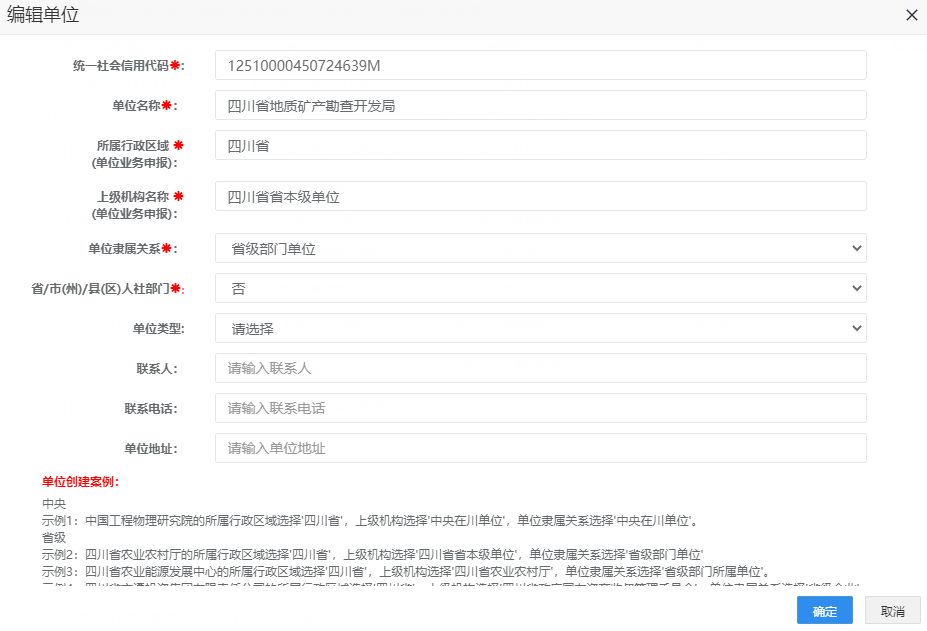 编辑单位
统一社会信用代码✱: 12510000450724639M
单位名称✱: 四川省地质矿产勘查开发局
所属行政区域 ✱ 四川省
(单位业务申报):
上级机构名称 ✱ 四川省省本级单位
(单位业务申报):
单位隶属关系✱: 省级部门单位
省/市(州)/县(区)人社部门✱: 否
单位类型: 请选择
联系人: 请输入联系人
联系电话: 请输入联系电话
单位地址: 请输入单位地址
单位创建案例:
中央
示例1：中国工程物理研究院的所属行政区域选择'四川省'，上级机构选择'中央在川单位'，单位隶属关系选择'中央在川单位'。
省级
示例2：四川省农业农村厅的所属行政区域选择'四川省'，上级机构选择'四川省省本级单位'，单位隶属关系选择'省级部门单位'
示例3：四川省农业能源发展中心的所属行政区域选择'四川省'，上级机构选择'四川省农业农村厅'，单位隶属关系选择'省级部门所属单位'。
确定 取消